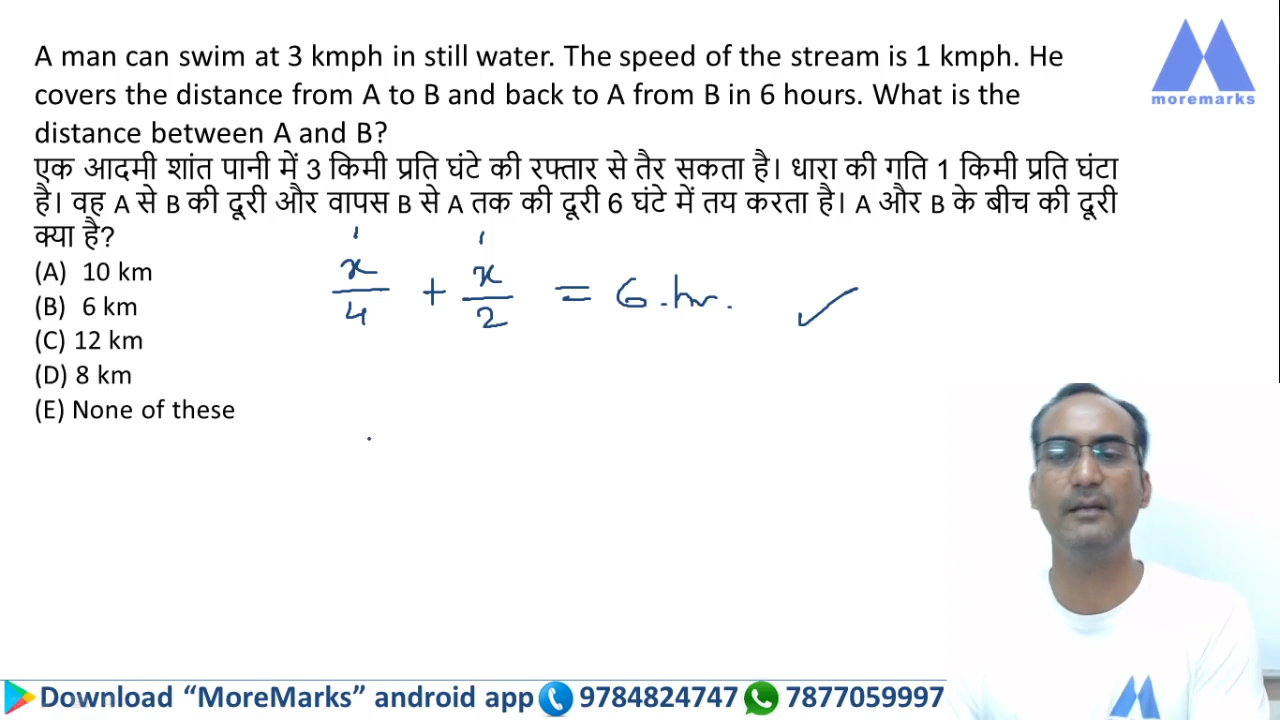 A man can swim at 3 kmph in still water. The speed of the stream is 1 kmph. He
covers the distance from A to B and back to A from B in 6 hours. What is the
distance between A and B?
एक आदमी शांत पानी में 3 किमी प्रति घंटे की रफ्तार से तैर सकता है। धारा की गति 1 किमी प्रति घंटा
है। वह A से B की दूरी और वापस B से A तक की दूरी 6 घंटे में तय करता है। A और B के बीच की दूरी
क्या है?
(A) 10 km
(B) 6 km
(C) 12 km
(D) 8 km
(E) None of these
x/4 + x/2 = 6.hr.
moremarks
Download “MoreMarks” android app 9784824747 7877059997